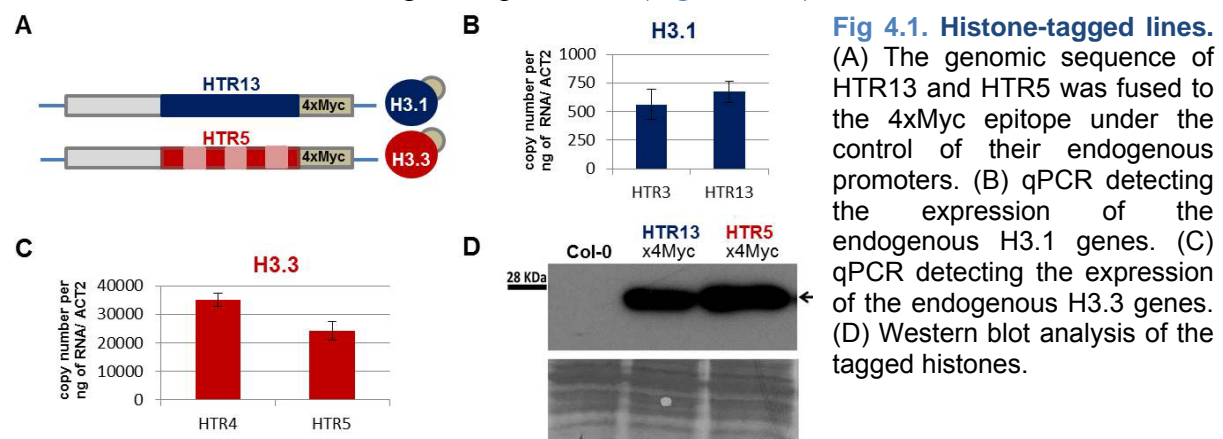 A
HTR13
4xMyc
H3.1
HTR5
4xMyc
H3.3
B
H3.1
copy number per
ng of RNA/ ACT2
1000
750
500
250
0
HTR3 HTR13
C
H3.3
copy number per
ng of RNA/ ACT2
40000
30000
20000
10000
0
HTR4 HTR5
D
Col-0
HTR13
x4Myc
HTR5
x4Myc
28 KDa
Fig 4.1. Histone-tagged lines.
(A) The genomic sequence of
HTR13 and HTR5 was fused to
the 4xMyc epitope under the
control of their endogenous
promoters. (B) qPCR detecting
the expression of the
endogenous H3.1 genes. (C)
qPCR detecting the expression
of the endogenous H3.3 genes.
(D) Western blot analysis of the
tagged histones.